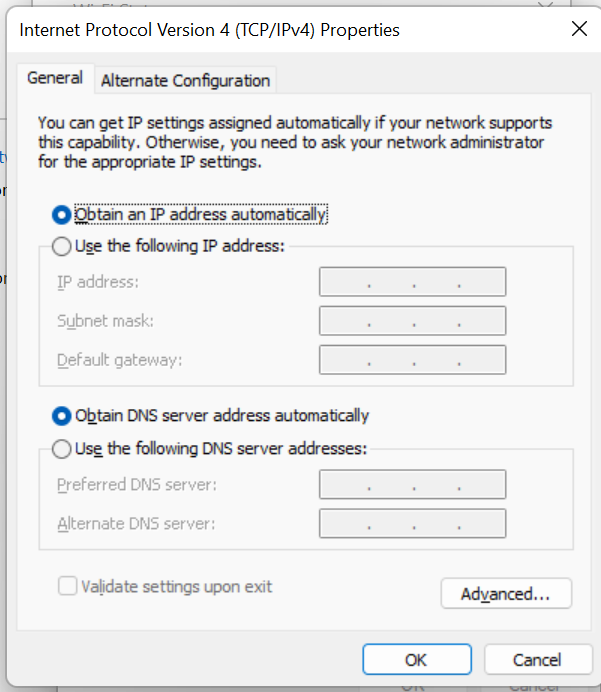 Internet Protocol Version 4 (TCP/IPv4) Properties
General
Alternate Configuration
You can get IP settings assigned automatically if your network supports
this capability. Otherwise, you need to ask your network administrator
for the appropriate IP settings.
Obtain an IP address automatically
Use the following IP address:
IP address:
Subnet mask:
Default gateway:
Obtain DNS server address automatically
Use the following DNS server addresses:
Preferred DNS server:
Alternate DNS server:
Validate settings upon exit
Advanced...
OK
Cancel